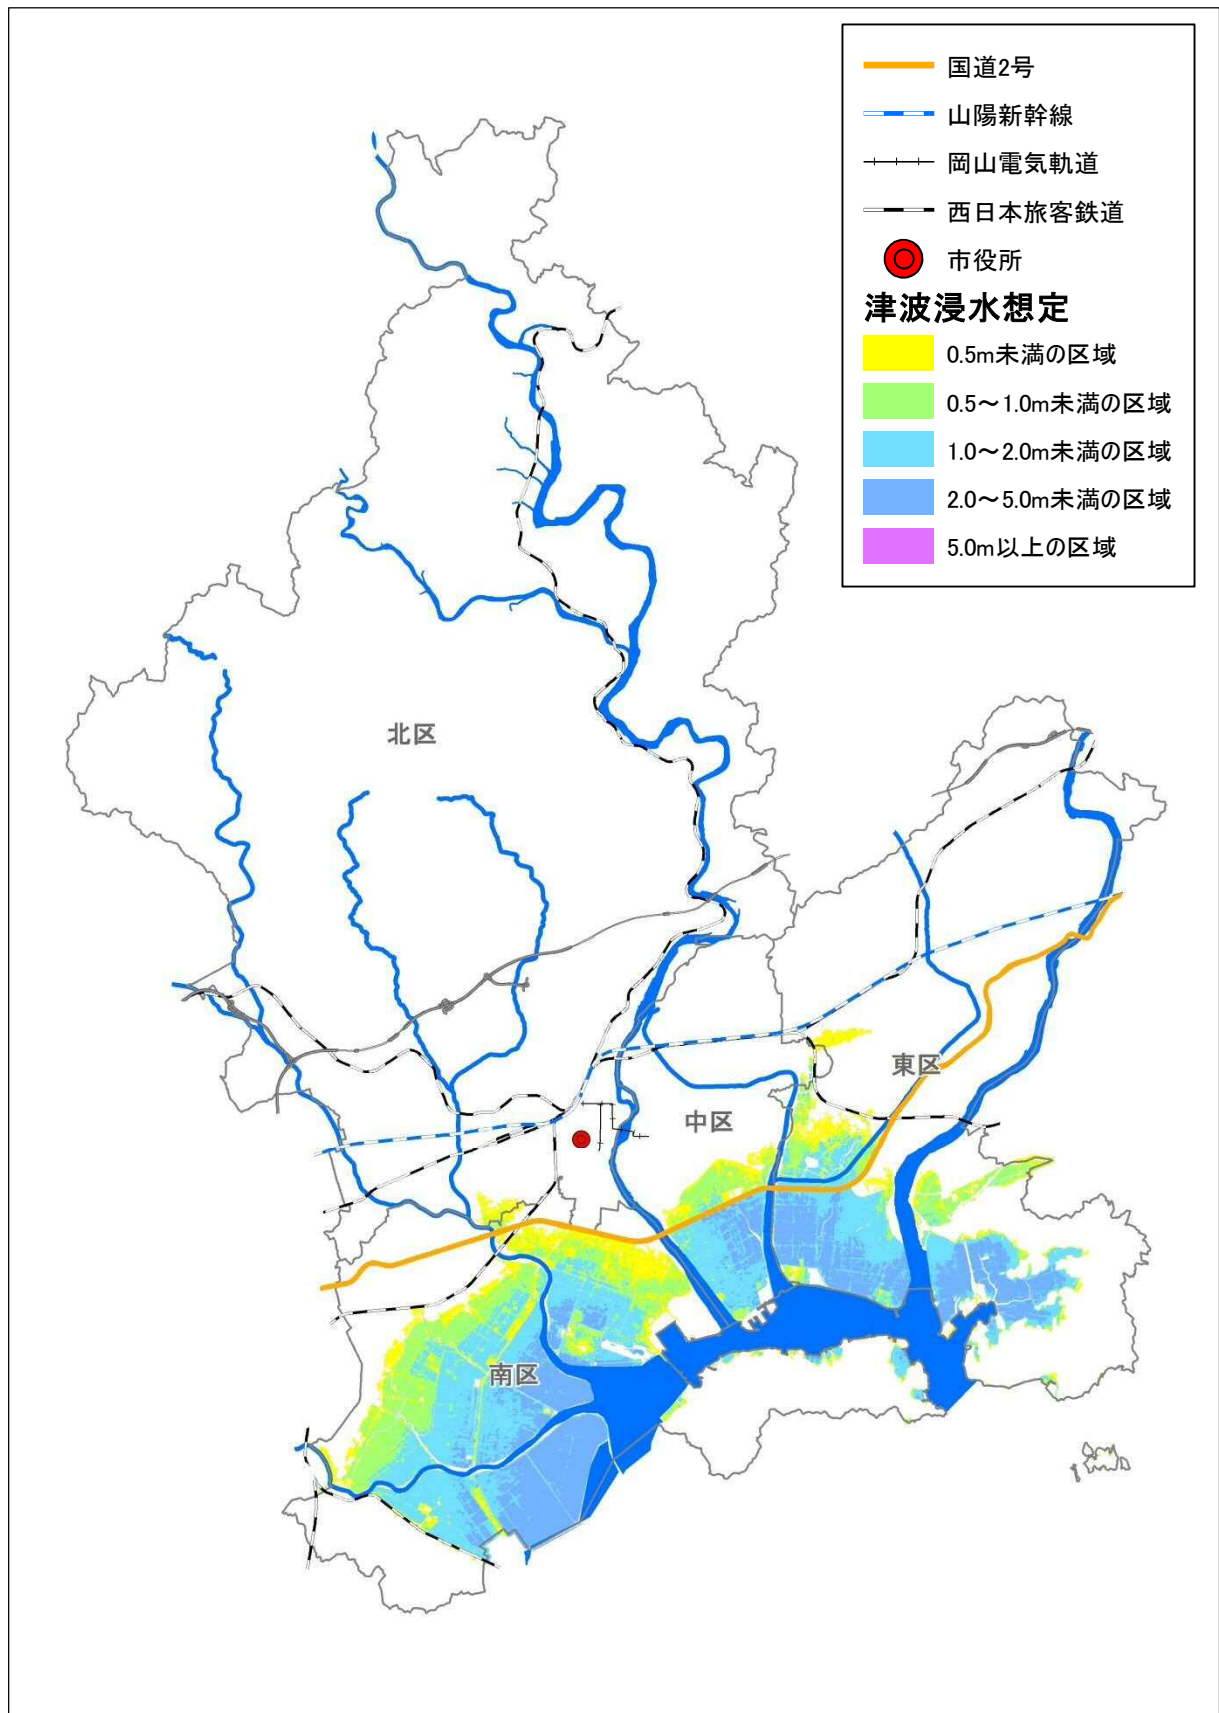 国道2号
山陽新幹線
岡山電気軌道
西日本旅客鉄道
市役所
津波浸水想定
0.5m未満の区域
0.5～1.0m未満の区域
1.0～2.0m未満の区域
2.0～5.0m未満の区域
5.0m以上の区域
北区
東区
中区
南区